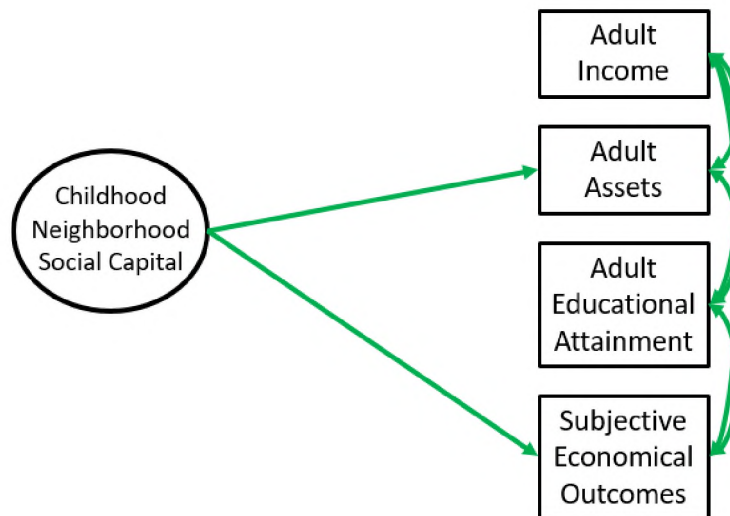 Adult
Income
Adult
Assets
Childhood
Neighborhood
Social Capital
Adult
Educational
Attainment
Subjective
Economical
Outcomes